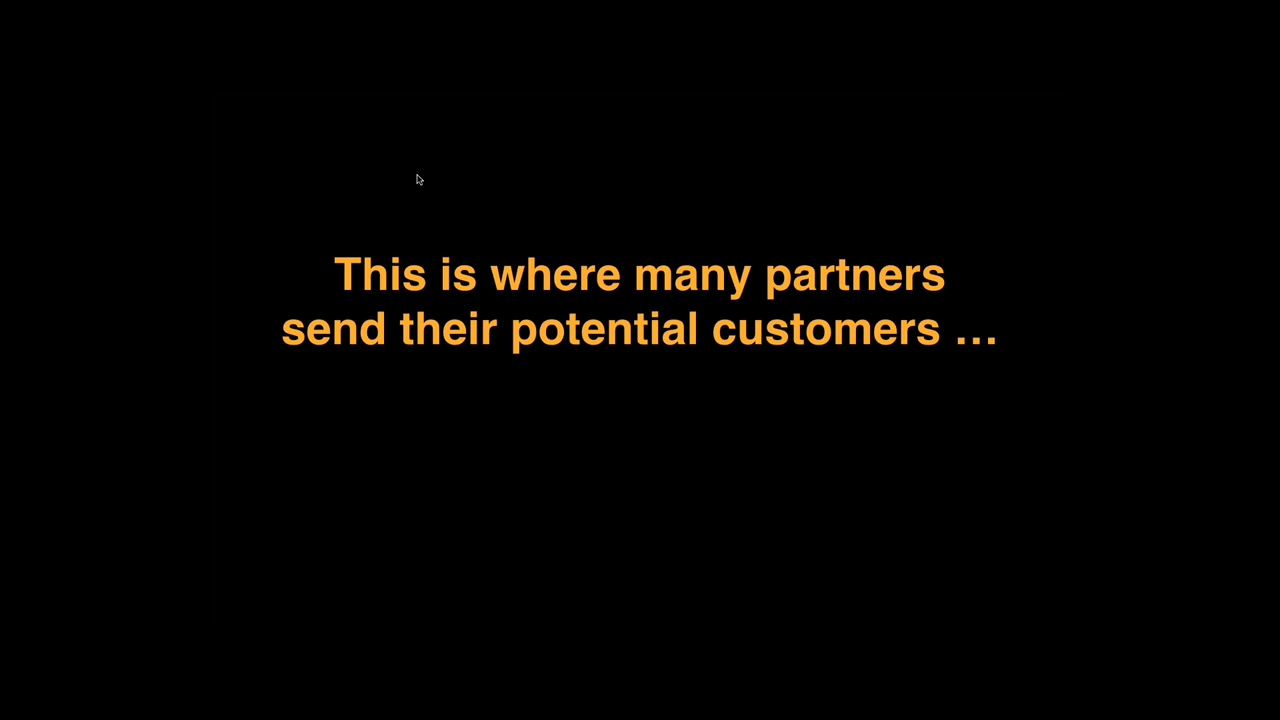 This is where many partners
send their potential customers …